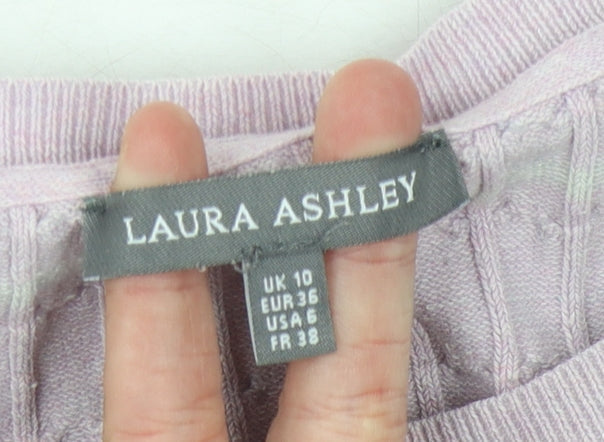 LAURA ASHLEY
UK 10
EUR 36
USA 6
FR 38